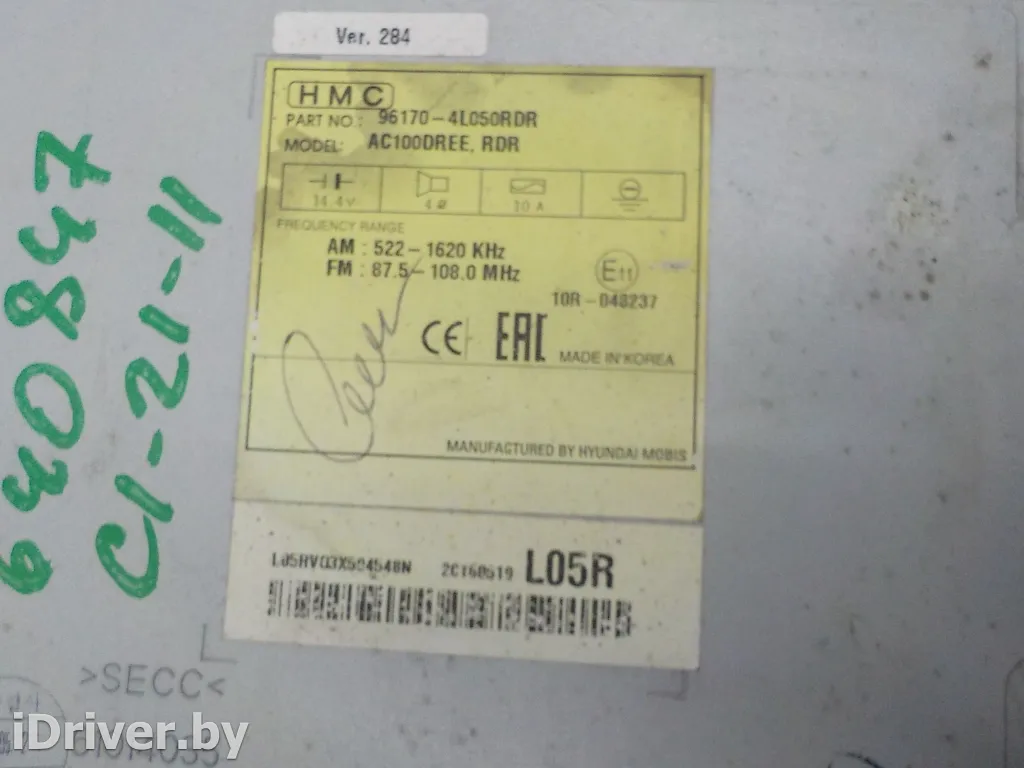 Ver. 284
HMC
PART NO.: 96170-4L050RDR
MODEL: AC100DREE, RDR
14.4V 4Ω 10 A
FREQUENCY RANGE
AM : 522-1620 KHz
FM : 87.5-108.0 MHz
E11
10R-048237
CE EAC MADE IN KOREA
MANUFACTURED BY HYUNDAI MOBIS
L05R
640847
C1-21-11
>SECC<
iDriver.by